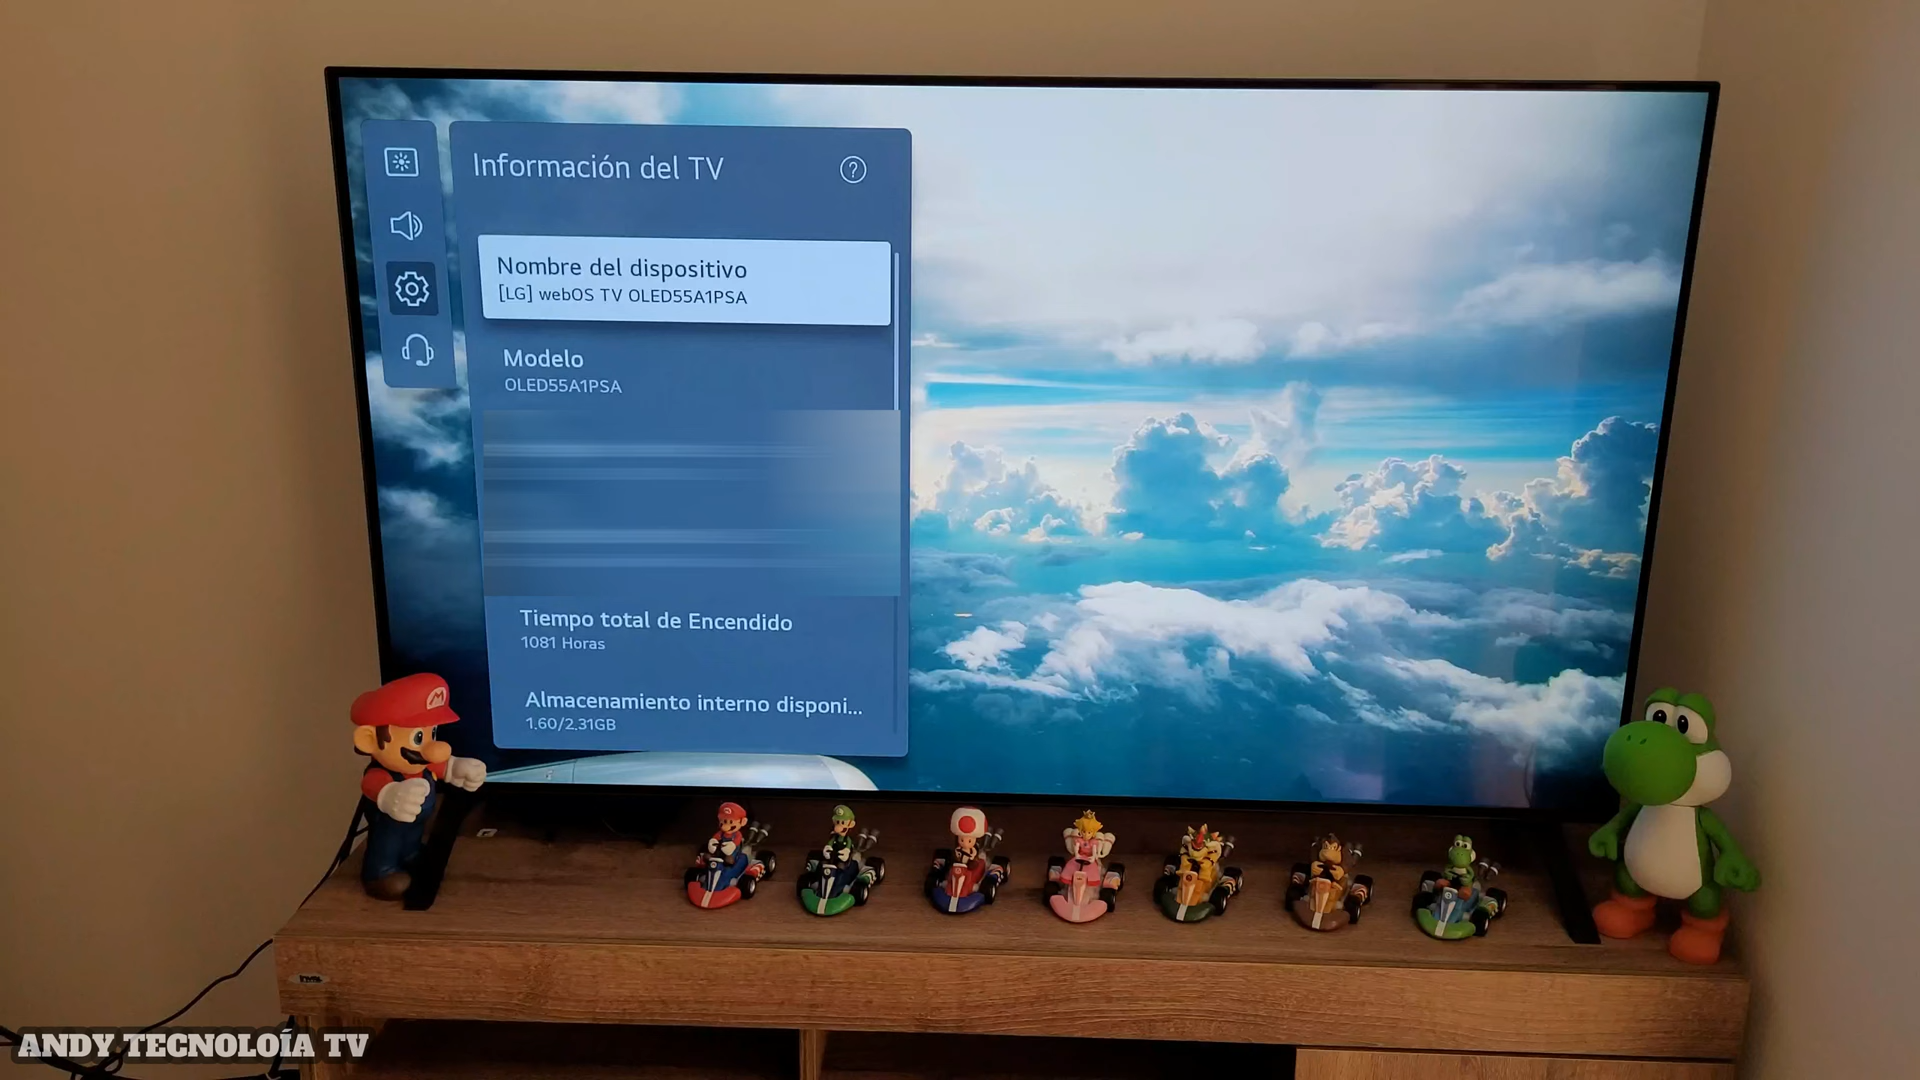 Información del TV
?
Nombre del dispositivo
[LG] webOS TV OLED55A1PSA
Modelo
OLED55A1PSA
Tiempo total de Encendido
1081 Horas
Almacenamiento interno disponi...
1.60/2.31GB
M
ANDY TECNOLOÍA TV